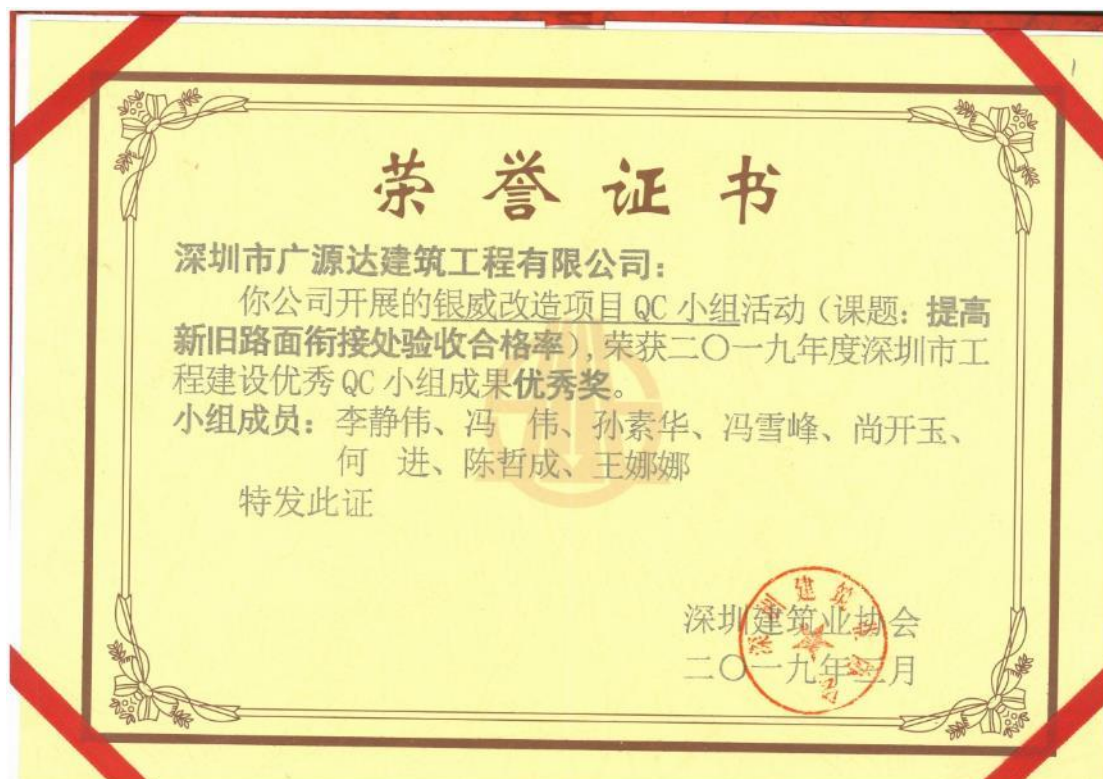 荣誉证书
深圳市广源达建筑工程有限公司：
你公司开展的银威改造项目QC小组活动（课题：提高
新旧路面衔接处验收合格率），荣获二〇一九年度深圳市工
程建设优秀QC小组成果优秀奖。
小组成员：李静伟、冯　伟、孙素华、冯雪峰、尚开玉、
何　进、陈哲成、王娜娜
特发此证
深圳建筑业协会
二〇一九年三月